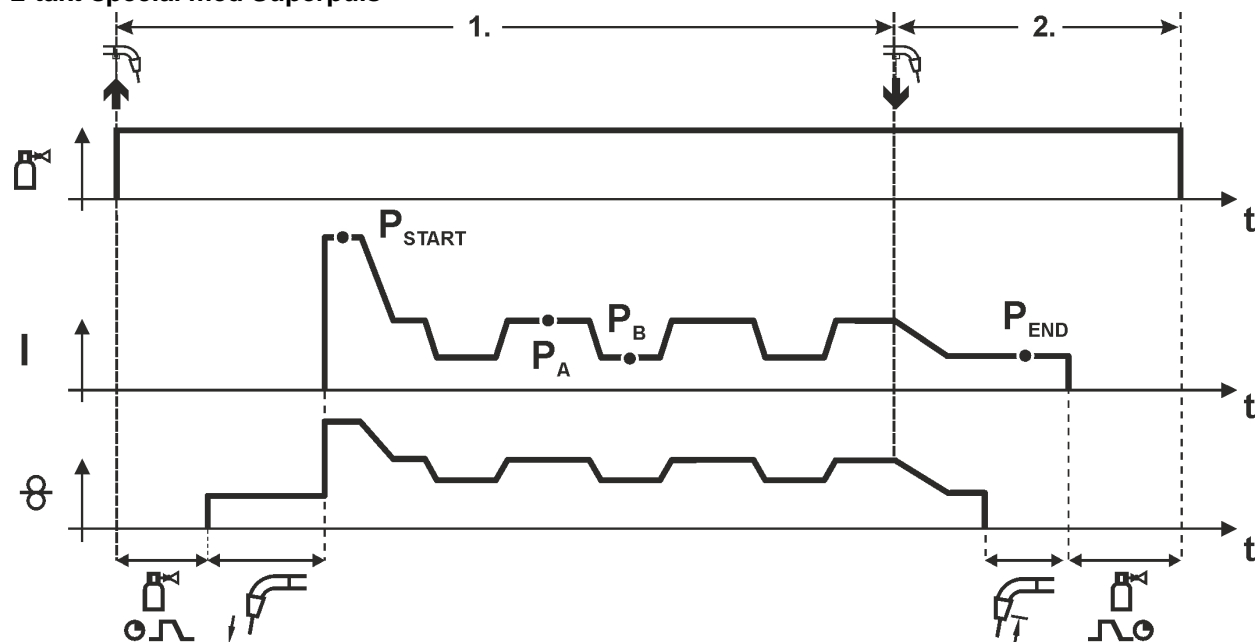 2-takt-special med Superpuls
1.
2.
t
P START
P B
P A
P END
I
t
t